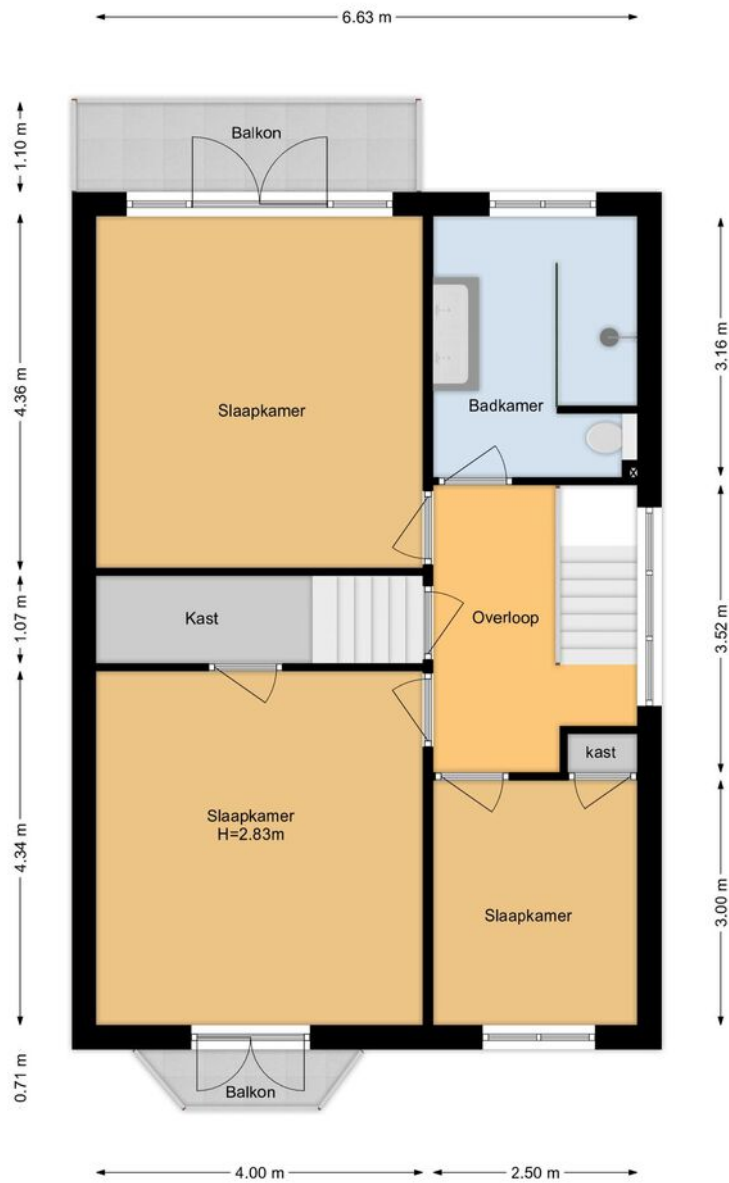 6.63 m
1.10 m
Balkon
4.36 m
3.16 m
Slaapkamer
Badkamer
1.07 m
Kast
Overloop
3.52 m
kast
4.34 m
Slaapkamer
H=2.83m
Slaapkamer
3.00 m
0.71 m
Balkon
4.00 m
2.50 m